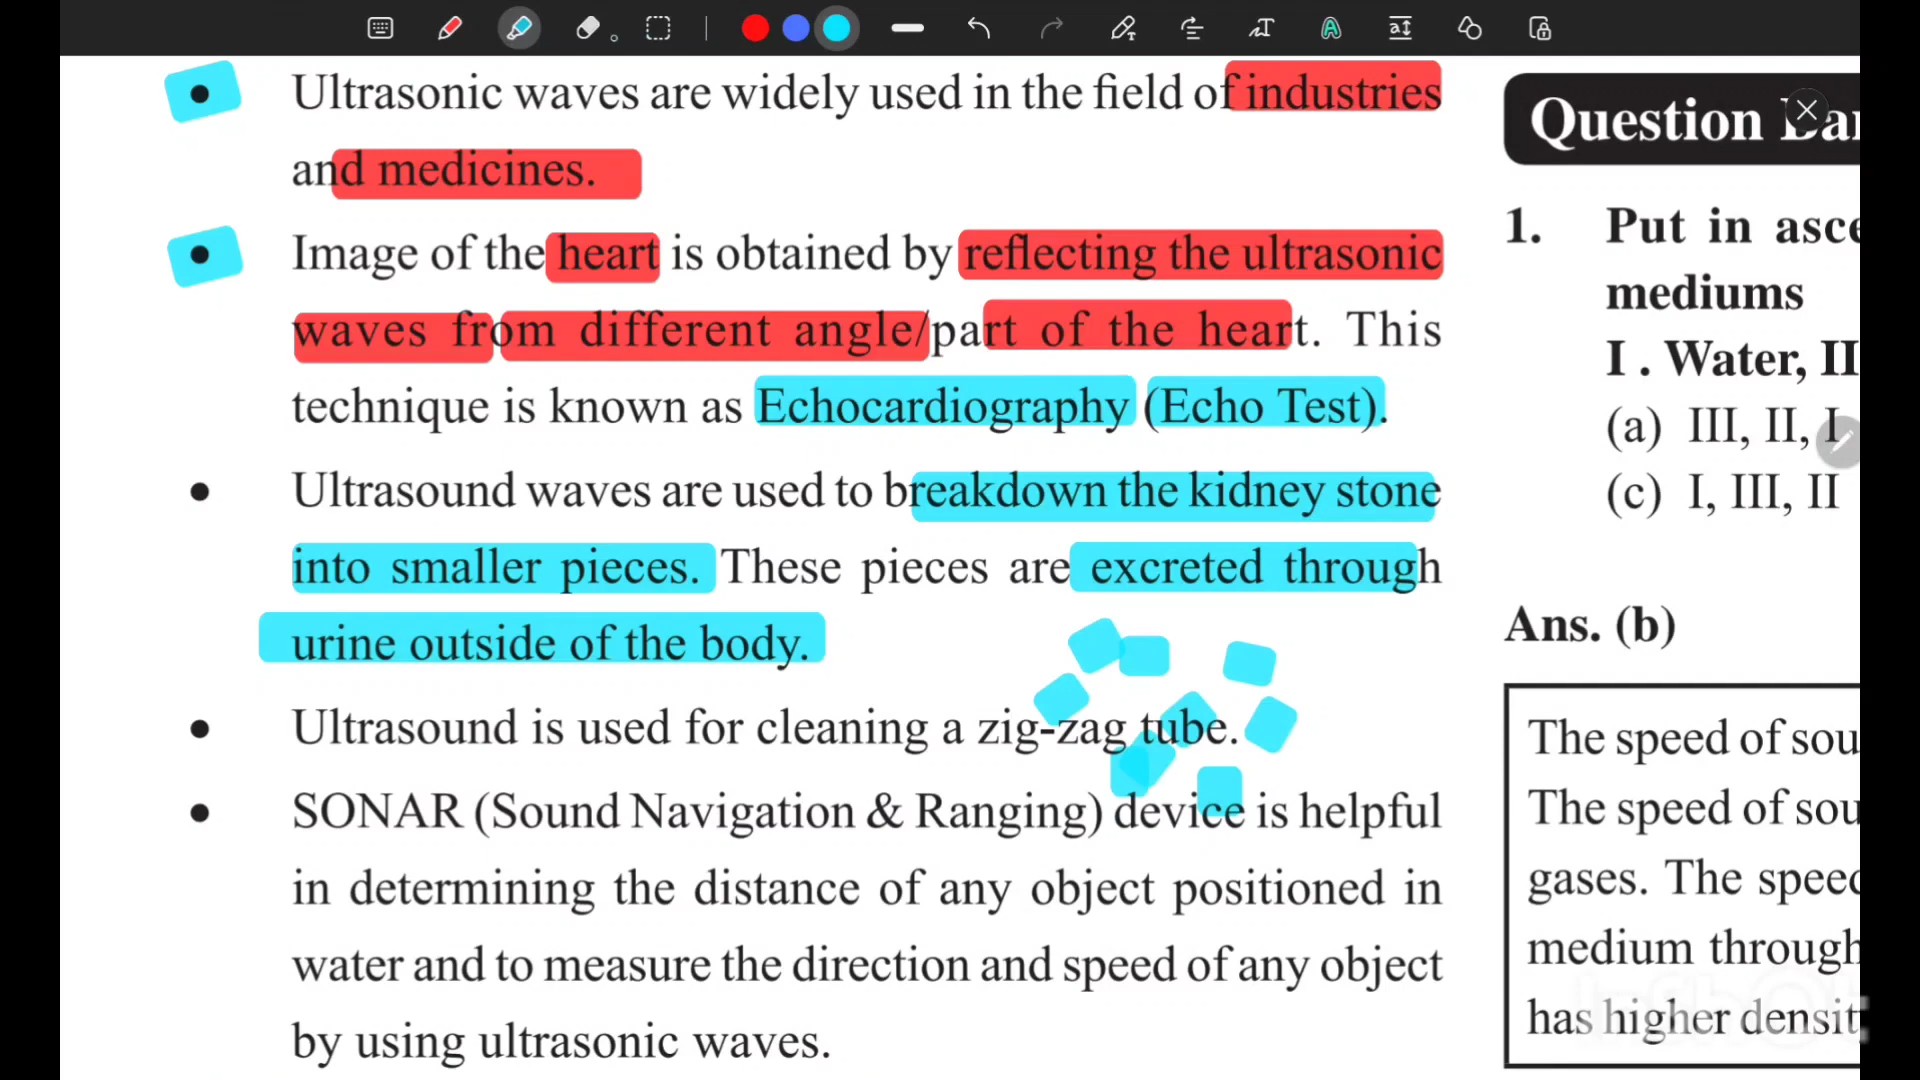 • Ultrasonic waves are widely used in the field of industries
and medicines.
• Image of the heart is obtained by reflecting the ultrasonic
waves from different angle/part of the heart. This
technique is known as Echocardiography (Echo Test).
• Ultrasound waves are used to breakdown the kidney stone
into smaller pieces. These pieces are excreted through
urine outside of the body.
• Ultrasound is used for cleaning a zig-zag tube.
• SONAR (Sound Navigation & Ranging) device is helpful
in determining the distance of any object positioned in
water and to measure the direction and speed of any object
by using ultrasonic waves.
Question
1. Put in
mediums
I . Water, II
(a) III, II, I
(c) I, III, II
Ans. (b)
The speed of
The speed of
gases. The
medium through
has higher